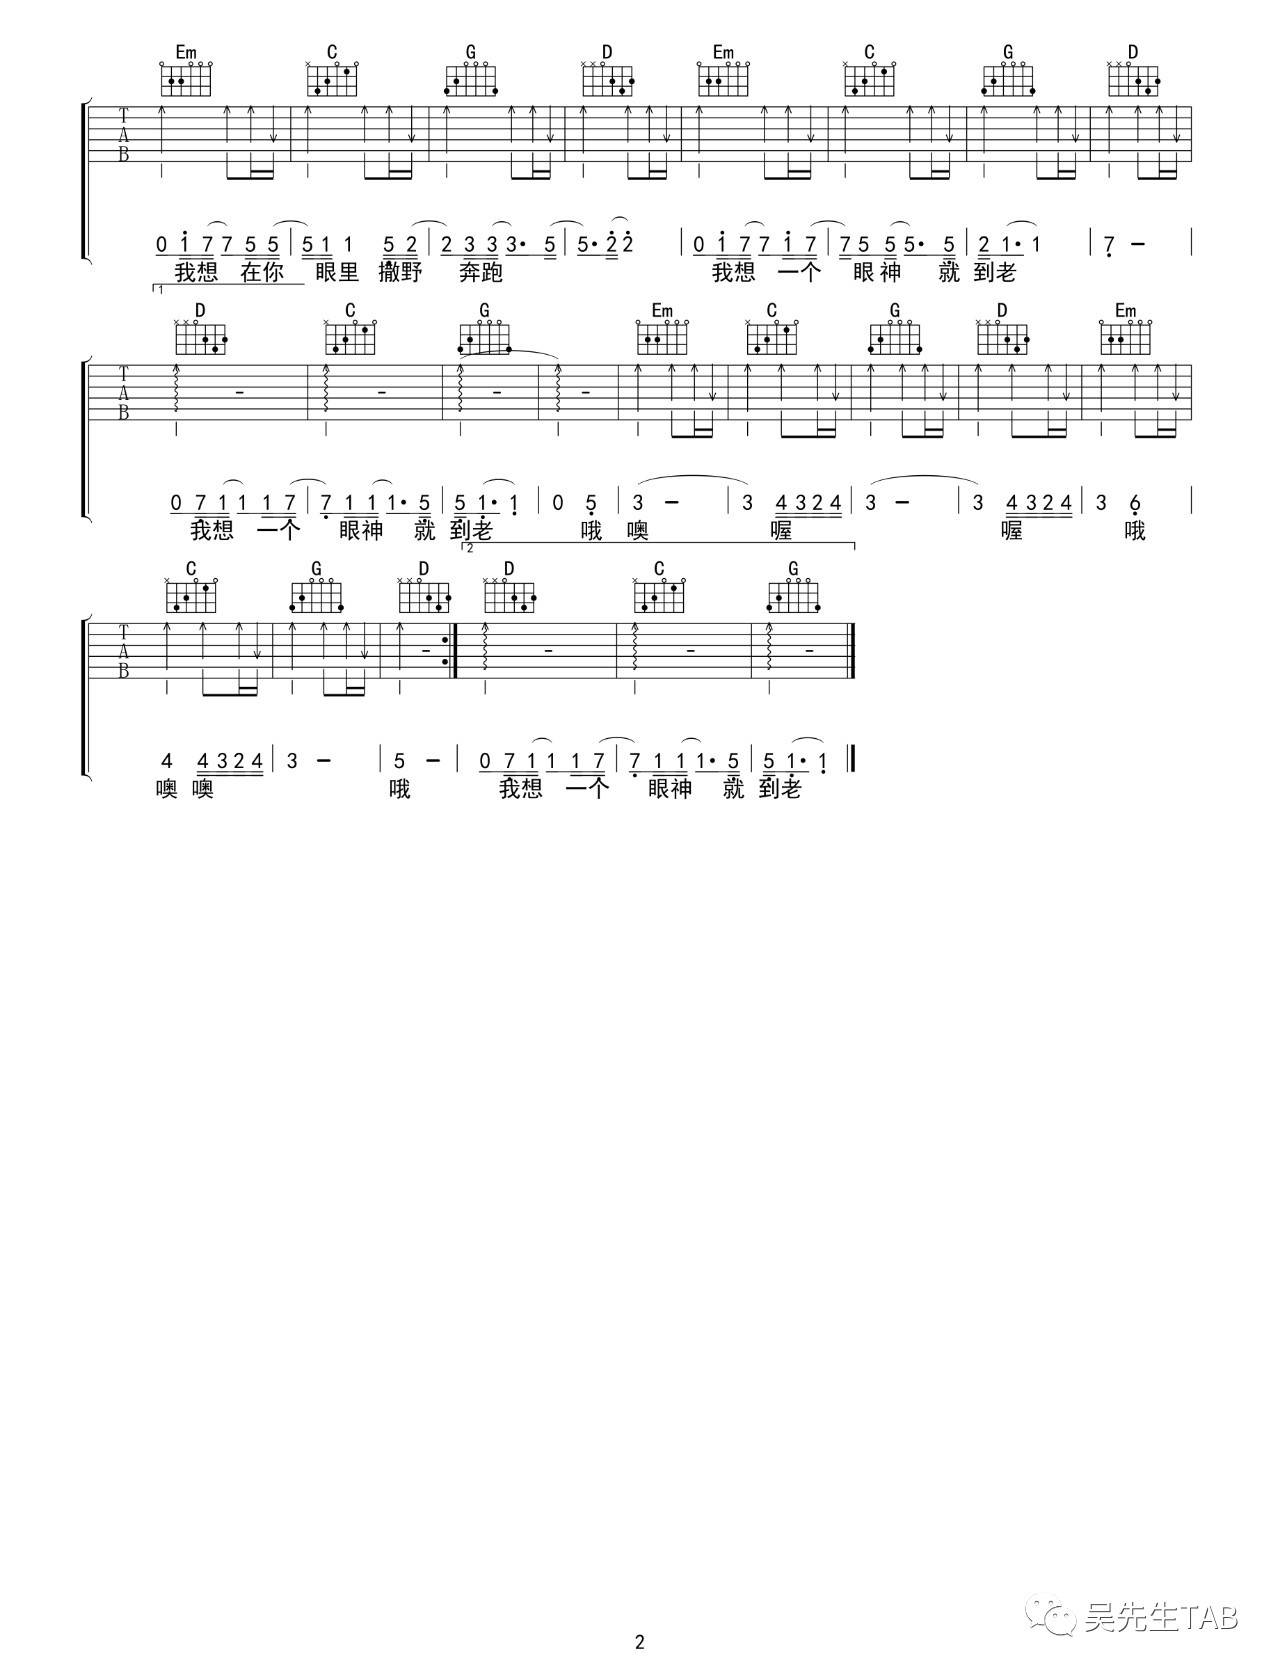 Em C G D Em C G D
T
A
B
0 1 7 7 5 5 | 5 1 1 5 2 | 2 3 3 3· 5 | 5· 2 2 | 0 1 7 7 1 7 | 7 5 5 5· 5 | 2 1· 1 | 7 –
我想 在你 眼里 撒野 奔跑 我想 一个 眼神 就 到老
1
D C G Em C G D Em
T
A
B
0 7 1 1 1 7 | 7 1 1 1· 5 | 5 1· 1 | 0 5 | 3 – | 3 4 3 2 4 | 3 – | 3 4 3 2 4 | 3 6 |
我想 一个 眼神 就 到老 哦 噢 喔 喔 哦
2
C G D D C G
T
A
B
4 4 3 2 4 | 3 – | 5 – | 0 7 1 1 1 7 | 7 1 1 1· 5 | 5 1· 1
噢 噢 哦 我想 一个 眼神 就 到老
吴先生TAB
2